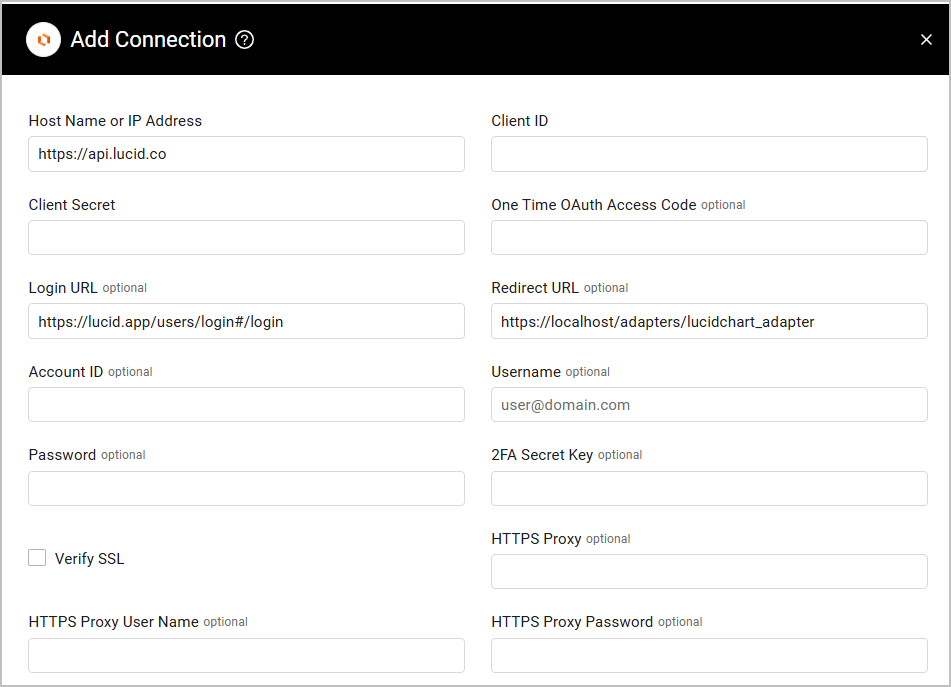 Add Connection ?
Host Name or IP Address
https://api.lucid.co
Client ID
Client Secret
One Time OAuth Access Code optional
Login URL optional
https://lucid.app/users/login#/login
Redirect URL optional
https://localhost/adapters/lucidchart_adapter
Account ID optional
Username optional
user@domain.com
Password optional
2FA Secret Key optional
Verify SSL
HTTPS Proxy optional
HTTPS Proxy User Name optional
HTTPS Proxy Password optional